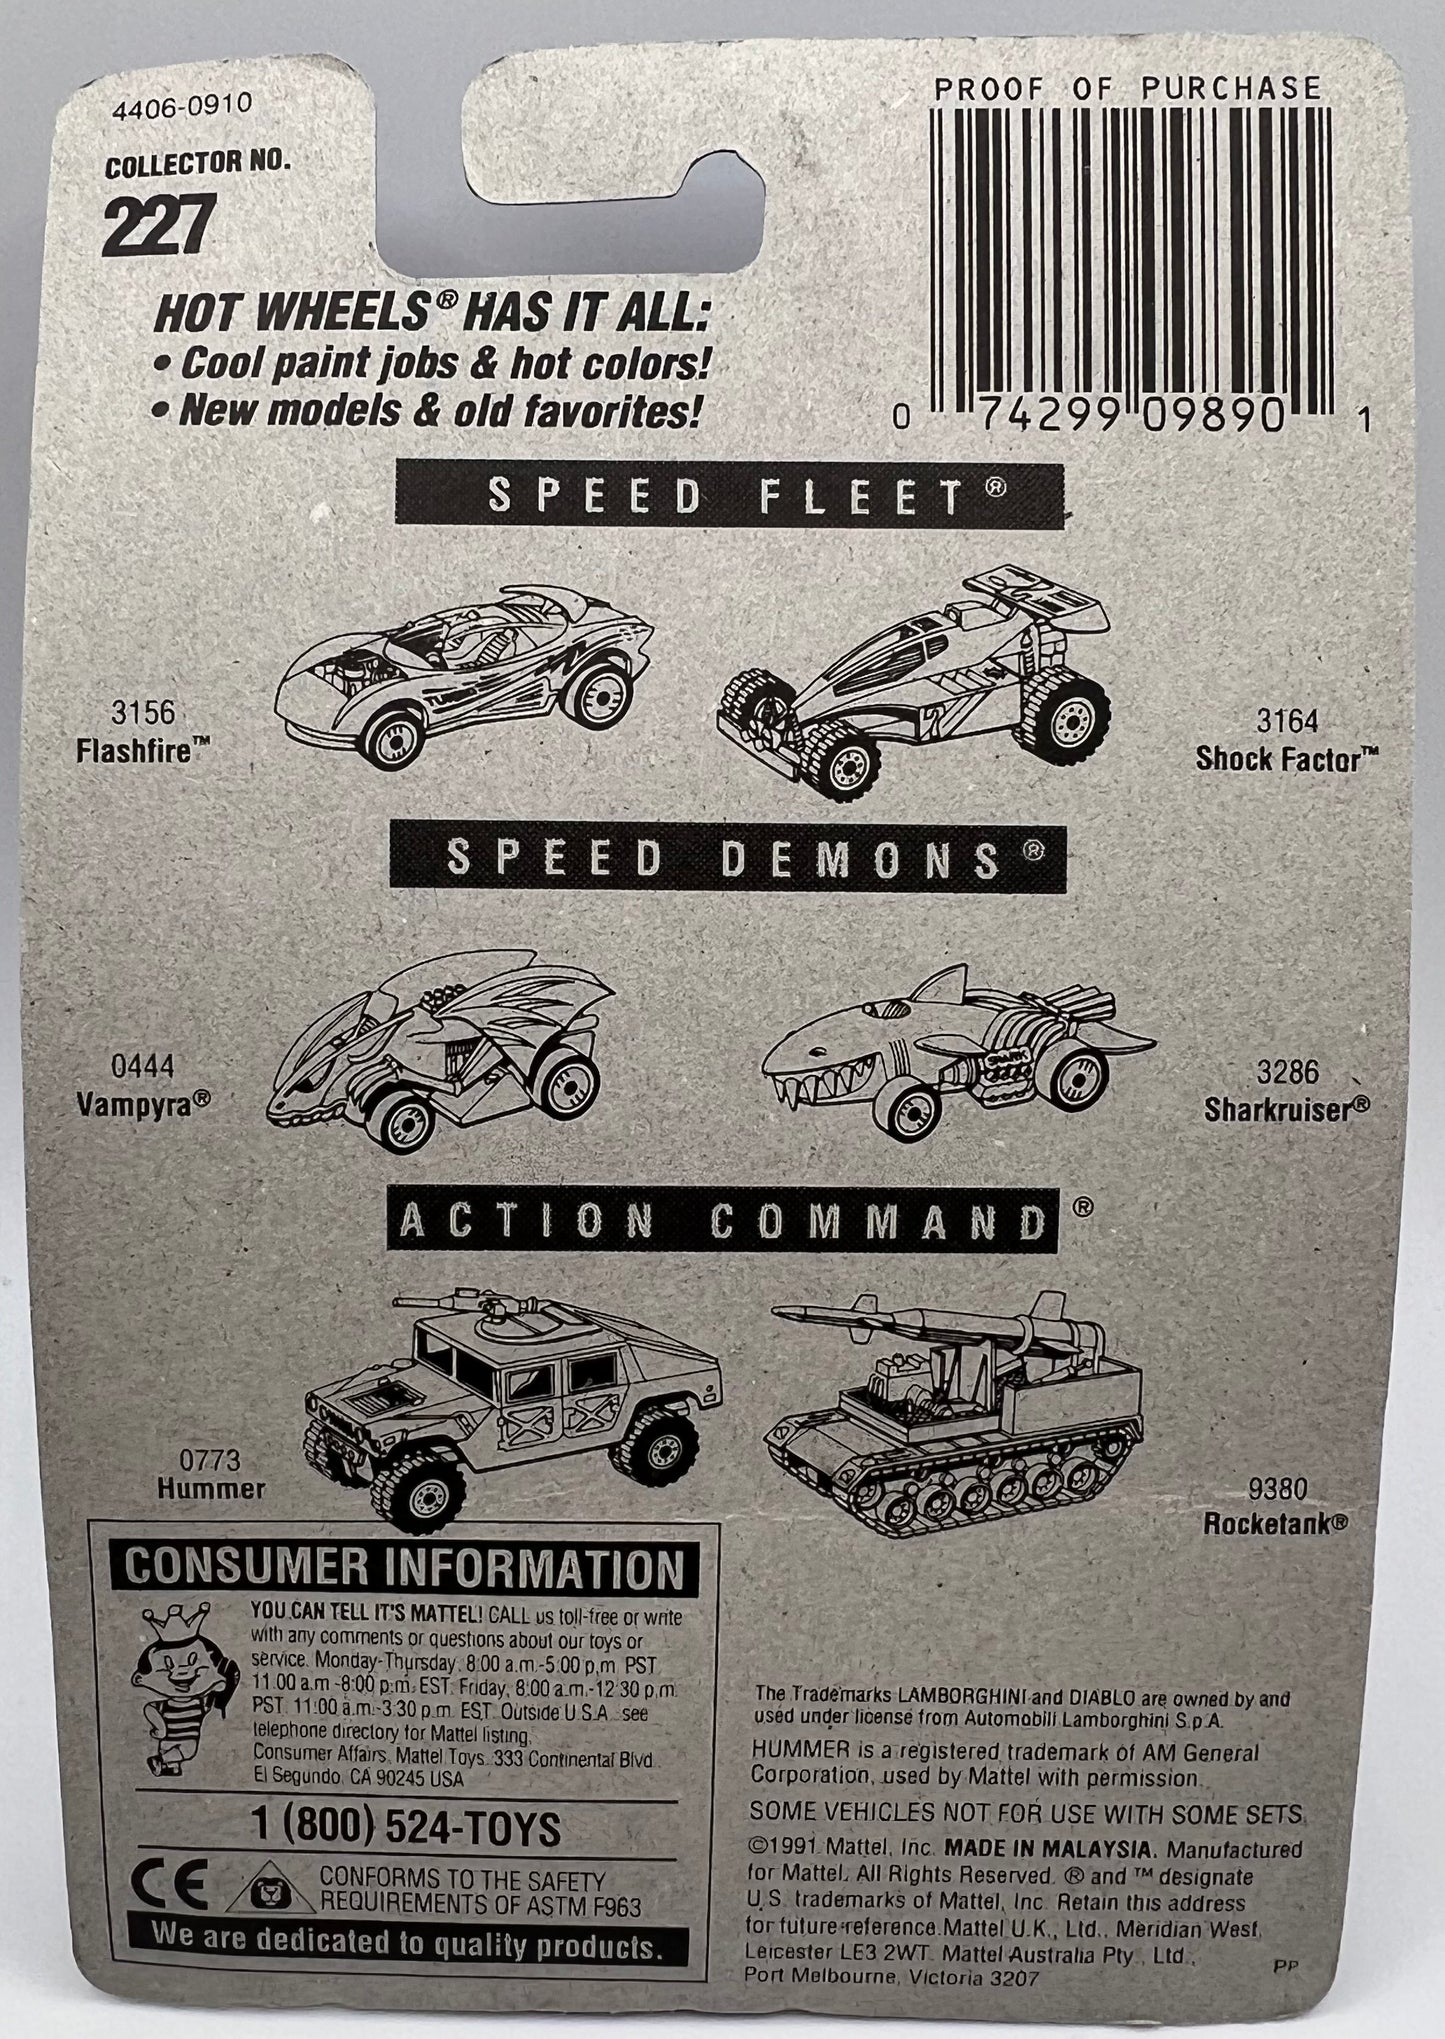 4406-0910
COLLECTOR NO.
227
PROOF OF PURCHASE
0 74299 09890 1
HOT WHEELS® HAS IT ALL:
• Cool paint jobs & hot colors!
• New models & old favorites!
SPEED FLEET®
TURBO
3156
Flashfire™
3164
Shock Factor™
SPEED DEMONS®
0444
Vampyra®
SHARK
3286
Sharkruiser®
ACTION COMMAND®
0773
Hummer
9380
Rocketank®
CONSUMER INFORMATION
YOU CAN TELL IT'S MATTEL! CALL us toll-free or write
with any comments or questions about our toys or
service. Monday-Thursday, 8:00 a.m.-5:00 p.m. PST
11:00 a.m.-8:00 p.m. EST. Friday, 8:00 a.m.-12:30 p.m.
PST. 11:00 a.m.-3:30 p.m. EST. Outside U.S.A. see
telephone directory for Mattel listing.
Consumer Affairs, Mattel Toys. 333 Continental Blvd.
El Segundo, CA 90245 USA
1 (800) 524-TOYS
CE
CONFORMS TO THE SAFETY
REQUIREMENTS OF ASTM F963
We are dedicated to quality products.
The Trademarks LAMBORGHINI and DIABLO are owned by and
used under license from Automobili Lamborghini S.p.A.
HUMMER is a registered trademark of AM General
Corporation, used by Mattel with permission.
SOME VEHICLES NOT FOR USE WITH SOME SETS.
©1991 Mattel, Inc. MADE IN MALAYSIA. Manufactured
for Mattel. All Rights Reserved. ® and ™ designate
U.S. trademarks of Mattel, Inc. Retain this address
for future reference. Mattel U.K., Ltd., Meridian West,
Leicester LE3 2WT. Mattel Australia Pty., Ltd.,
Port Melbourne, Victoria 3207
PP